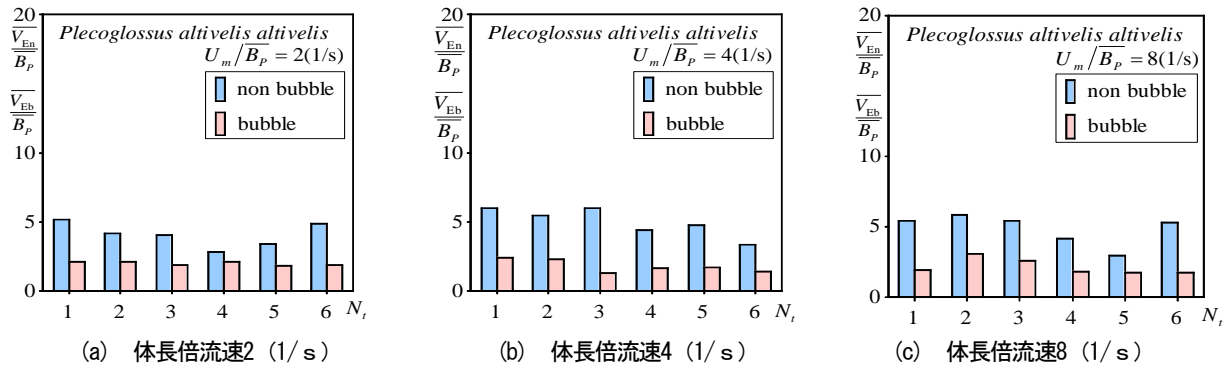 20
V_En
B_P
V_Eb
B_P
10
5
0
Plecoglossus altivelis altivelis
U_m/B_P = 2(1/s)
non bubble
bubble
1 2 3 4 5 6 N_t
(a) 体長倍流速2 (1/ｓ)
20
V_En
B_P
V_Eb
B_P
10
5
0
Plecoglossus altivelis altivelis
U_m/B_P = 4(1/s)
non bubble
bubble
1 2 3 4 5 6 N_t
(b) 体長倍流速4 (1/ｓ)
20
V_En
B_P
V_Eb
B_P
10
5
0
Plecoglossus altivelis altivelis
U_m/B_P = 8(1/s)
non bubble
bubble
1 2 3 4 5 6 N_t
(c) 体長倍流速8 (1/ｓ)